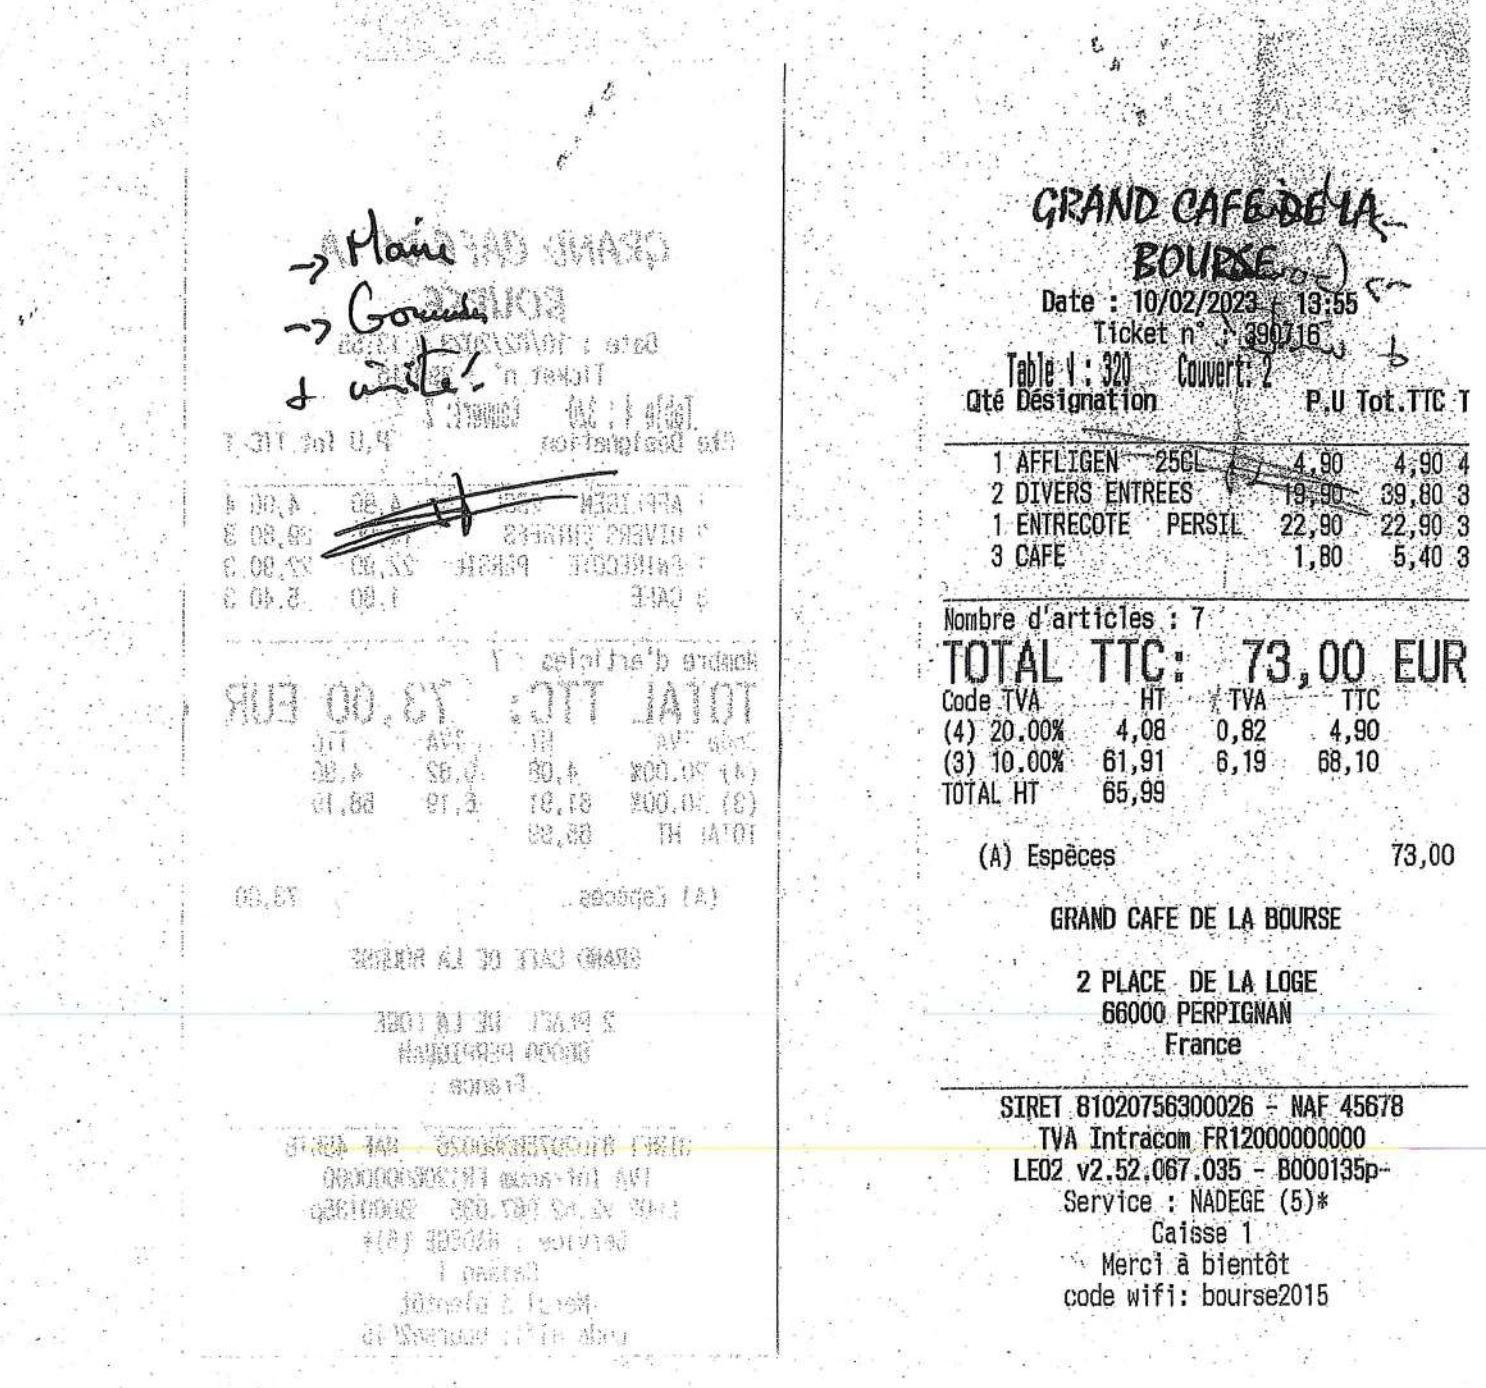 → Maire
→
+ invité!
GRAND CAFE DE LA
BOURSE
Date : 10/02/2023 13:55
Ticket n° : 390716
Table V : 320 Couvert: 2
Qté Désignation P.U Tot.TTC T
1 AFFLIGEN 25CL 4,90 4,90 4
2 DIVERS ENTREES 19,90 39,80 3
1 ENTRECOTE PERSIL 22,90 22,90 3
3 CAFE 1,80 5,40 3
Nombre d'articles : 7
TOTAL TTC: 73,00 EUR
Code TVA HT TVA TTC
(4) 20.00% 4,08 0,82 4,90
(3) 10.00% 61,91 6,19 68,10
TOTAL HT 65,99
(A) Espèces 73,00
GRAND CAFE DE LA BOURSE
2 PLACE DE LA LOGE
66000 PERPIGNAN
France
SIRET 81020756300026 - NAF 45678
TVA Intracom FR12000000000
LEO2 v2.52.067.035 - B000135p-
Service : NADEGE (5)*
Caisse 1
Merci à bientôt
code wifi: bourse2015